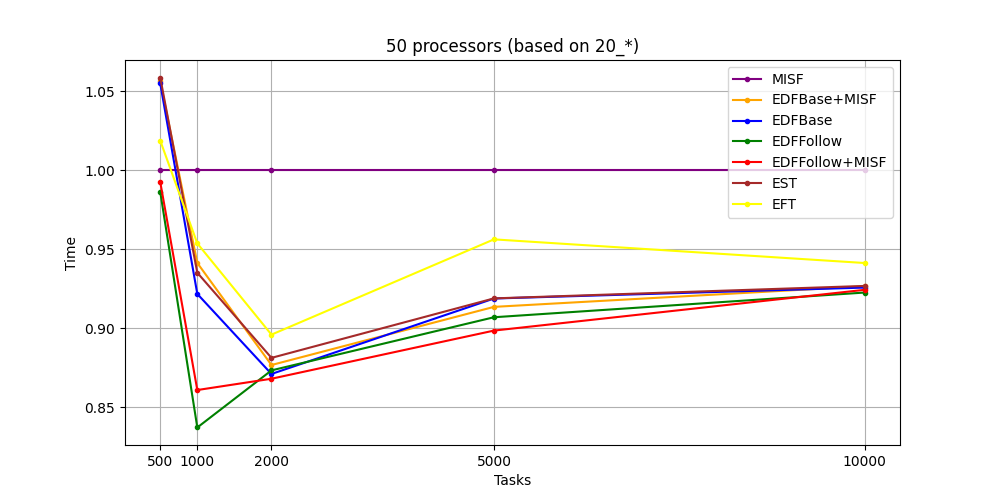 50 processors (based on 20_*)
1.05
1.00
0.95
0.90
0.85
Time
MISF
EDFBase+MISF
EDFBase
EDFFollow
EDFFollow+MISF
EST
EFT
500 1000 2000 5000 10000
Tasks